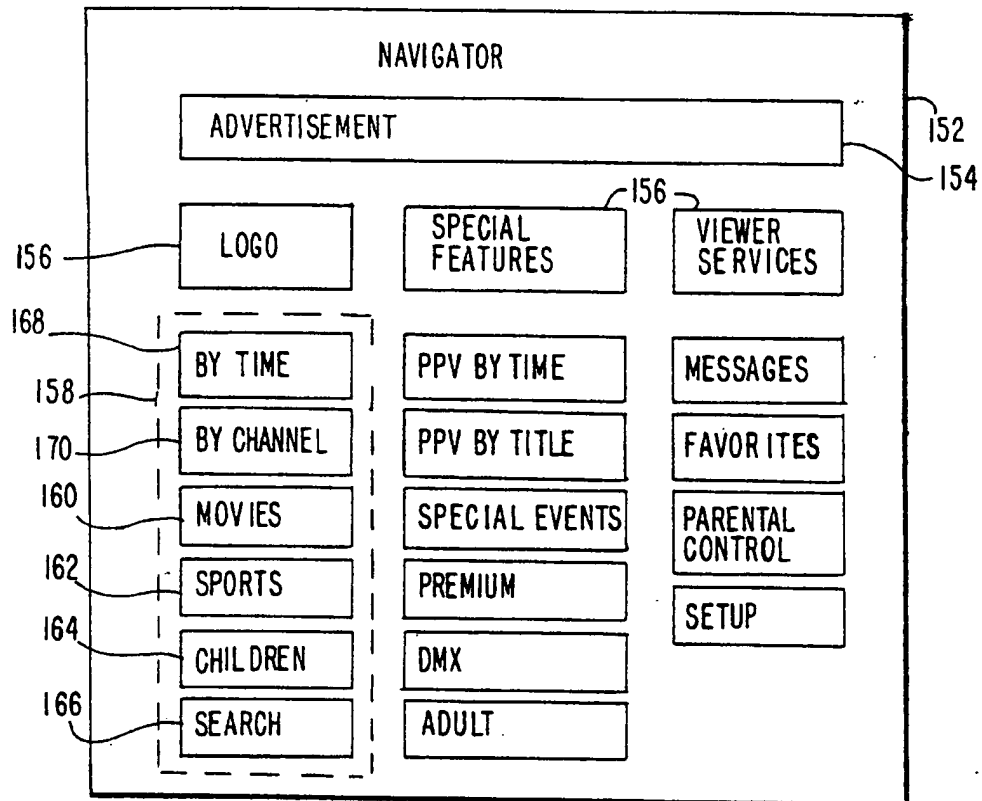 NAVIGATOR
ADVERTISEMENT
152
154
156
156
LOGO
SPECIAL
FEATURES
VIEWER
SERVICES
168
158
170
160
162
164
166
BY TIME
BY CHANNEL
MOVIES
SPORTS
CHILDREN
SEARCH
PPV BY TIME
PPV BY TITLE
SPECIAL EVENTS
PREMIUM
DMX
ADULT
MESSAGES
FAVORITES
PARENTAL
CONTROL
SETUP